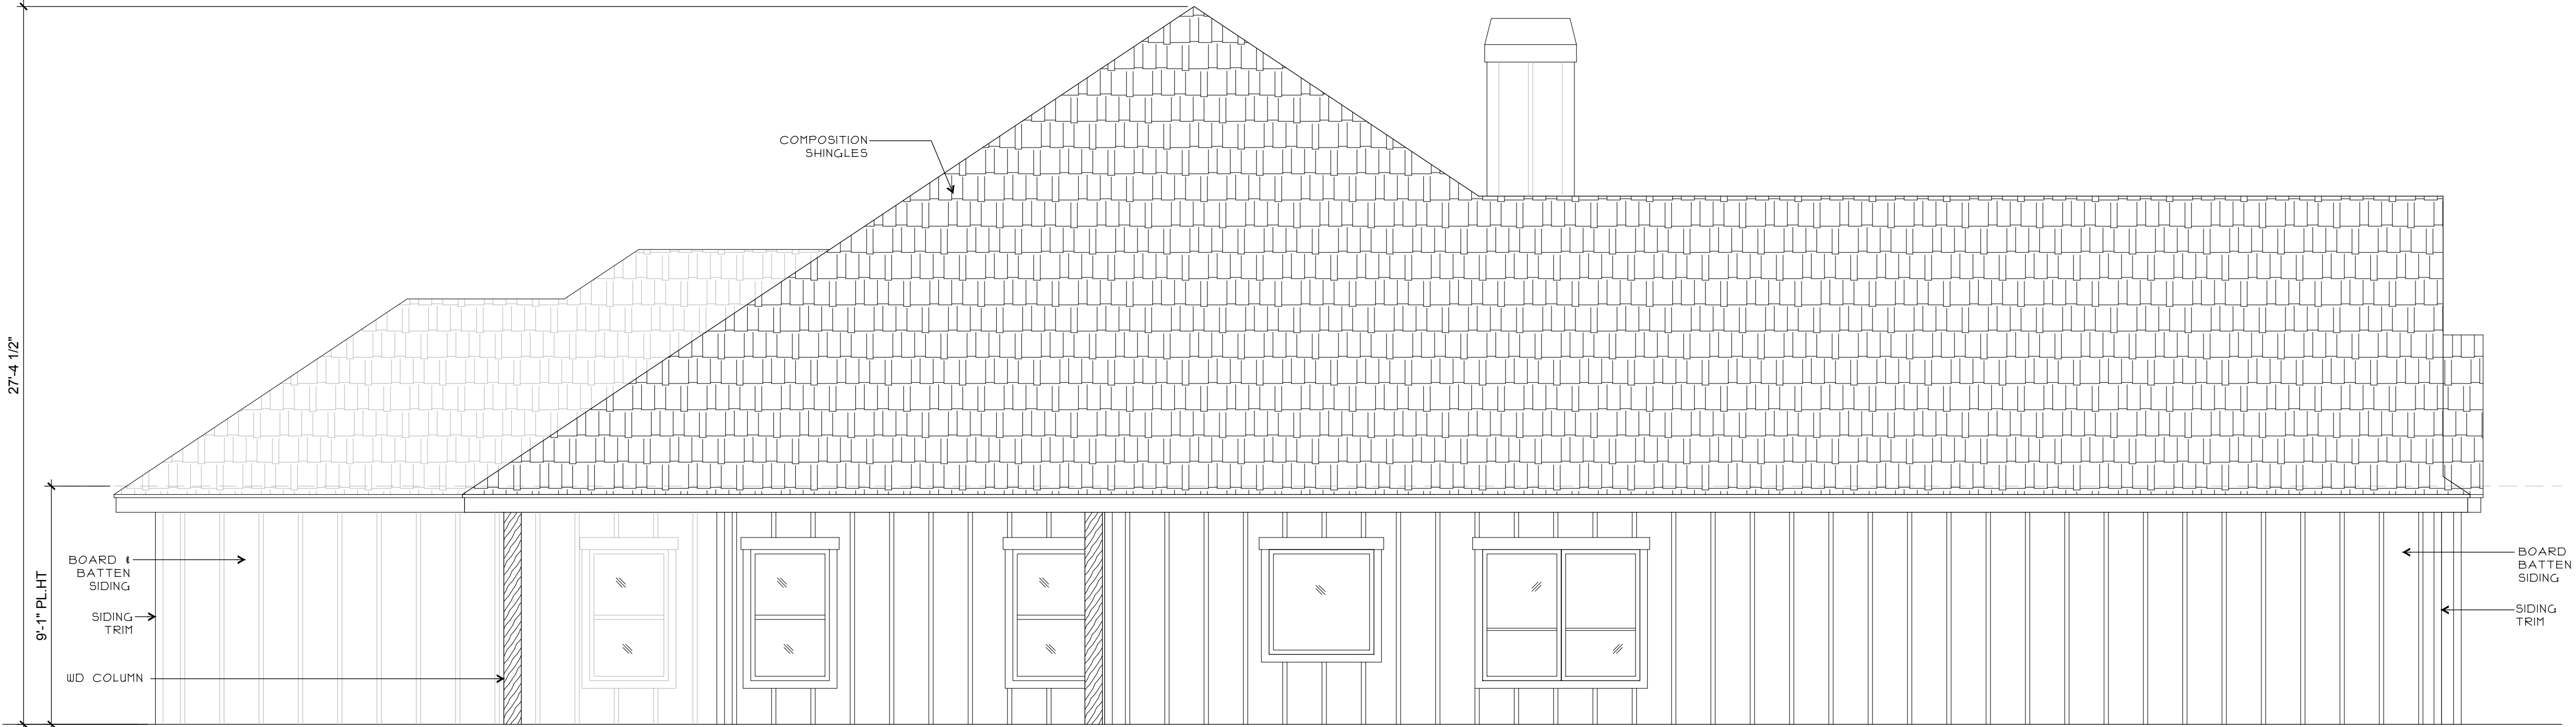 27'-4 1/2"
9'-1" PL.HT
COMPOSITION
SHINGLES
BOARD &
BATTEN
SIDING
SIDING
TRIM
WD COLUMN
BOARD
BATTEN
SIDING
SIDING
TRIM